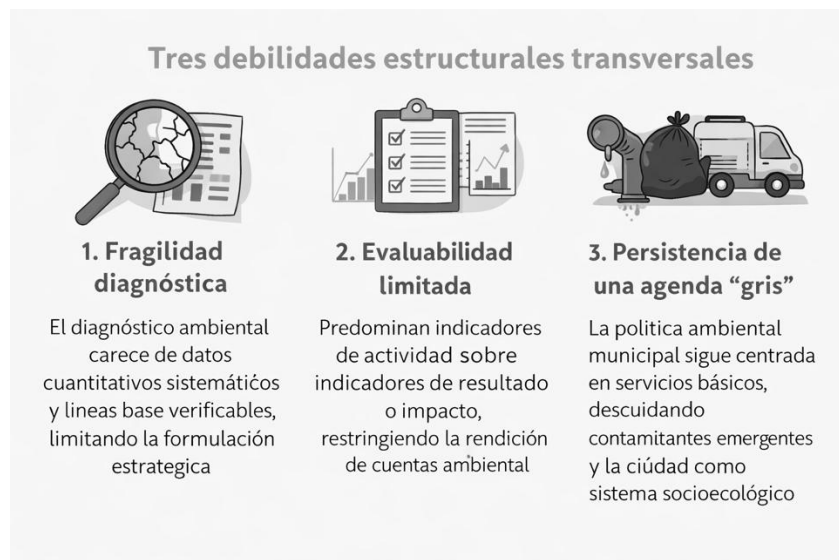 Tres debilidades estructurales transversales
1. Fragilidad
diagnóstica
El diagnóstico ambiental
carece de datos
cuantitativos sistemátićos
y lineas base verificables,
limitando la formulación
estrategica
2. Evaluabilidad
limitada
Predominan indicadores
de actividad sobre
indicadores de resultado
o impacto,
restringiendo la rendición
de cuentas ambiental
3. Persistencia de
una agenda “gris”
La politica ambiental
municipal sigue centrada
en servicios básicos,
descuidando
contamitantes emergentes
y la ciúdad como
sistema socioecológico